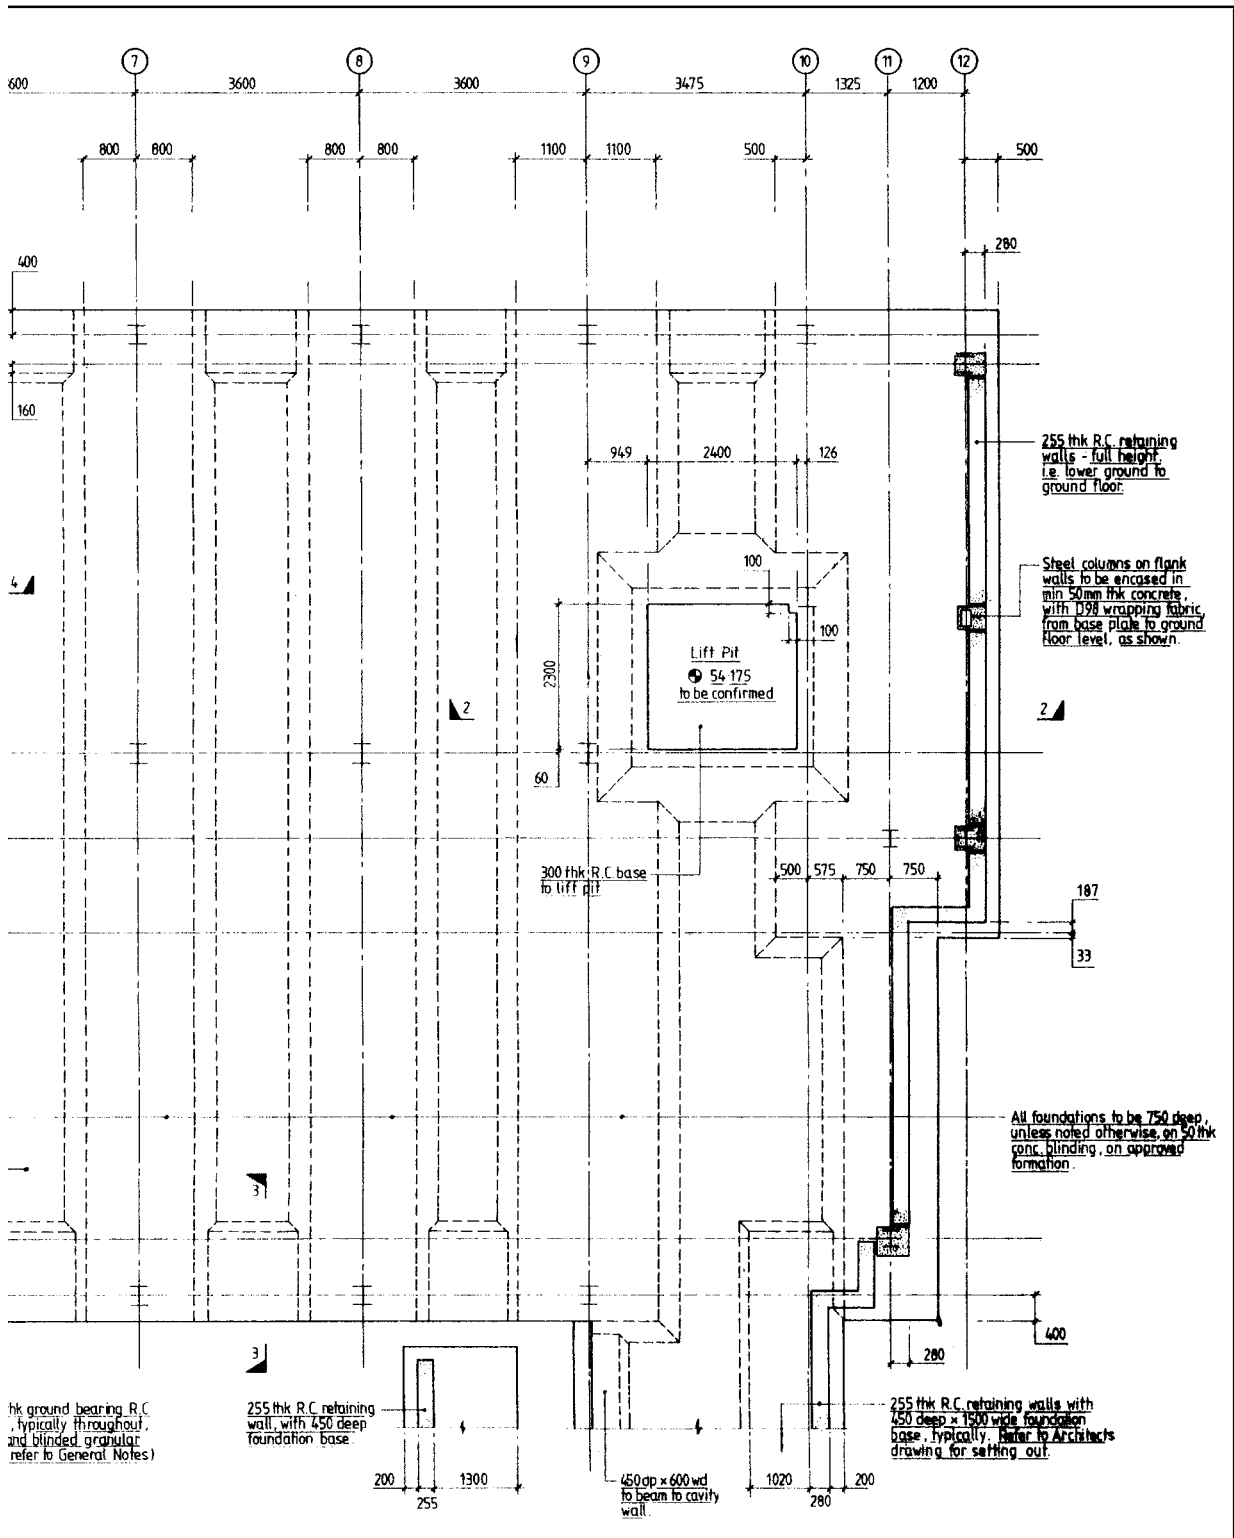 7
8
9
10
11
12
600
3600
3600
3475
1325
1200
800
800
800
800
1100
1100
500
500
400
280
160
949
2400
126
255 thk R.C. retaining
walls - full height,
i.e. lower ground to
ground floor.
100
Steel columns on flank
walls to be encased in
min 50mm thk concrete,
with D98 wrapping fabric,
from base plate to ground
floor level, as shown.
4
100
2300
Lift Pit
54·175
to be confirmed
2
2
60
300 thk R.C. base
to lift pit
500
575
750
750
187
33
All foundations to be 750 deep,
unless noted otherwise, on 50 thk
conc. blinding, on approved
formation.
3
3
400
280
hk ground bearing R.C
, typically throughout,
and blinded granular
refer to General Notes)
255 thk R.C. retaining
wall, with 450 deep
foundation base.
255 thk R.C. retaining walls with
450 deep × 1500 wide foundation
base, typically. Refer to Architects
drawing for setting out.
200
255
1300
450 dp × 600 wd
to beam to cavity
wall.
1020
280
200